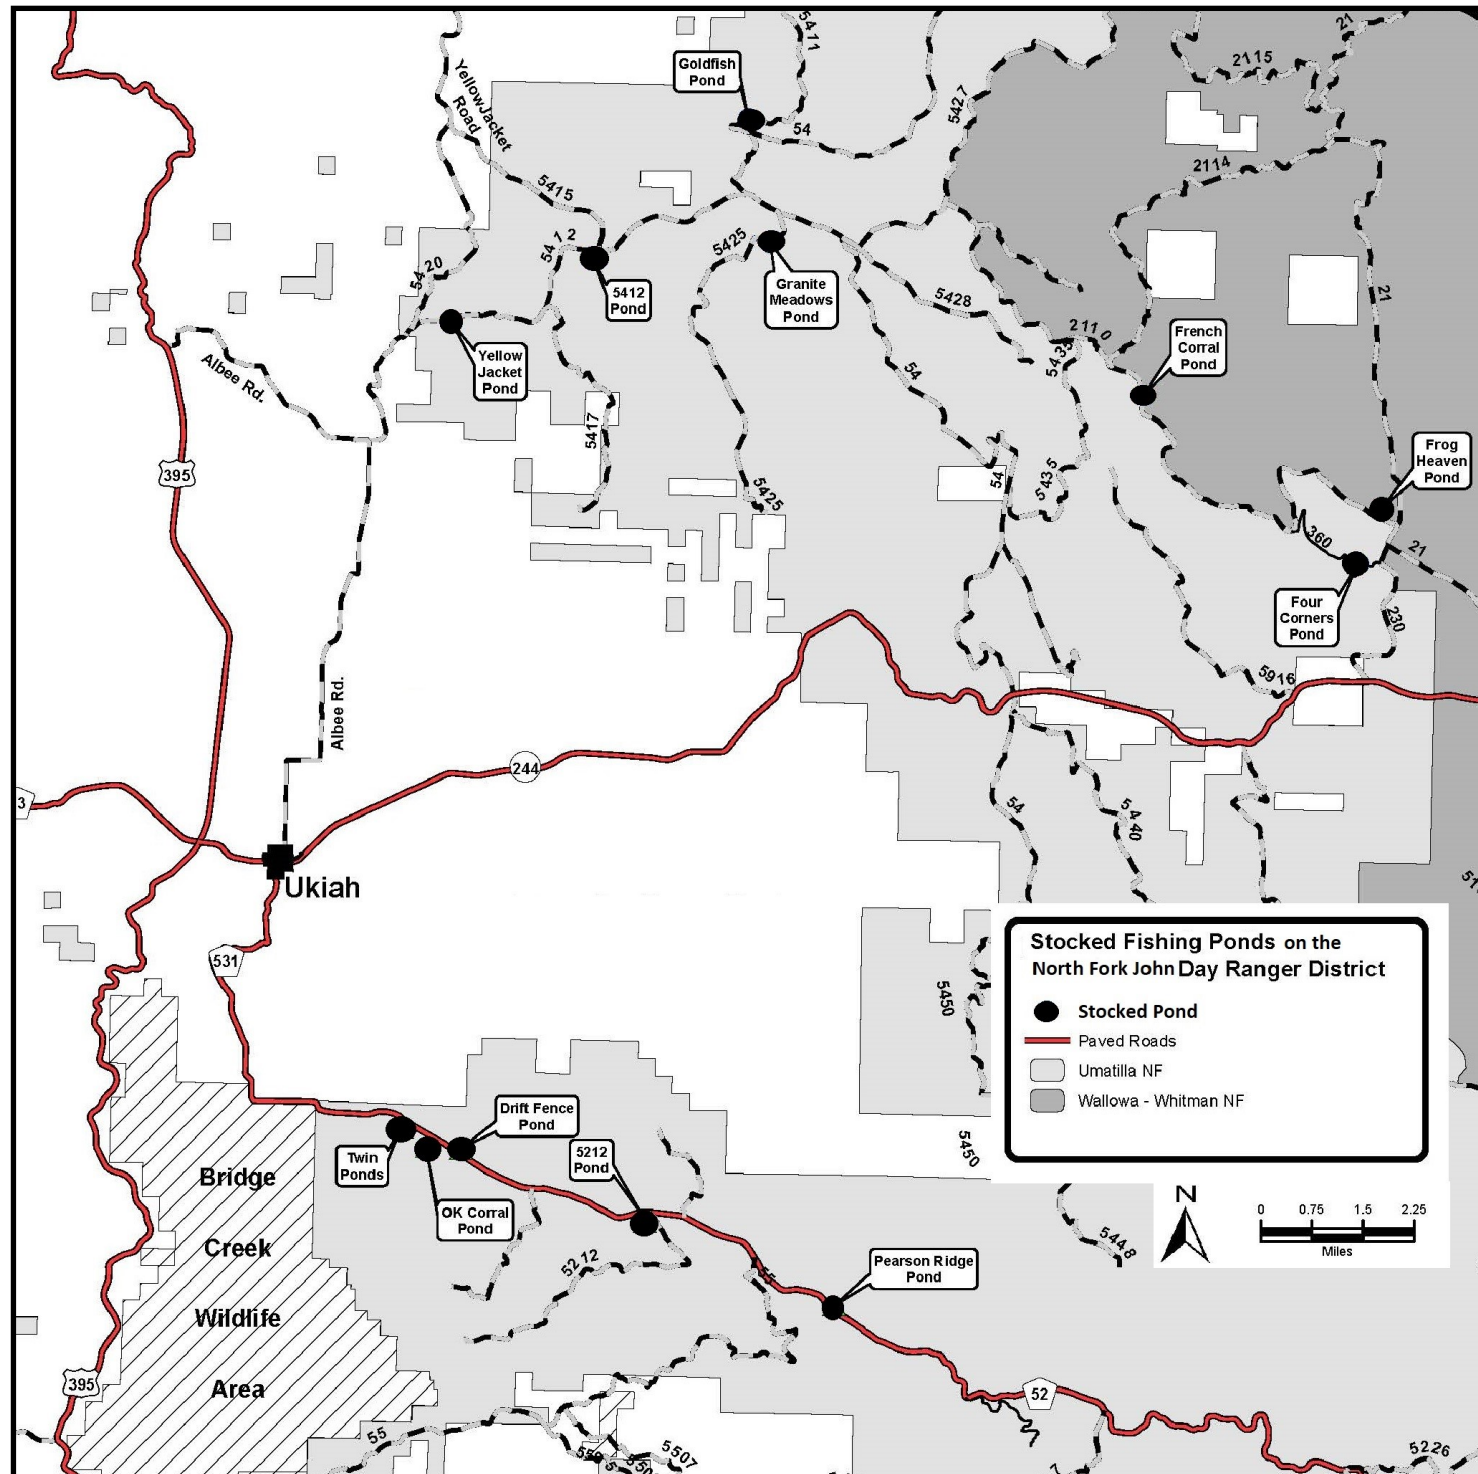 5411
21
2115
Goldfish
Pond
YellowJacket
Road
5427
54
2114
5415
5412
5425
5420
Granite
Meadows
Pond
5412
Pond
5428
21
2110
French
Corral
Pond
Yellow
Jacket
Pond
5435
Albee Rd.
54
5417
Frog
Heaven
Pond
395
54
5435
5425
360
21
Four
Corners
Pond
230
5916
Albee Rd.
244
3
54
5440
Ukiah
Stocked Fishing Ponds on the
North Fork John Day Ranger District
Stocked Pond
Paved Roads
Umatilla NF
Wallowa - Whitman NF
531
5450
Drift Fence
Pond
Twin
Ponds
5212
Pond
5450
Bridge
Creek
Wildlife
Area
OK Corral
Pond
N
0 0.75 1.5 2.25
Miles
5448
5212
55
Pearson Ridge
Pond
395
52
55
5507
5226